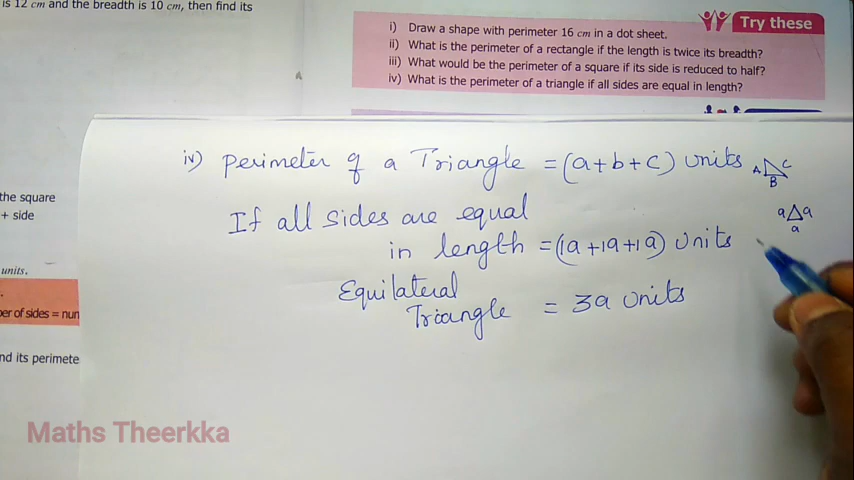 is 12 cm and the breadth is 10 cm, then find its
Try these
i) Draw a shape with perimeter 16 cm in a dot sheet.
ii) What is the perimeter of a rectangle if the length is twice its breadth?
iii) What would be the perimeter of a square if its side is reduced to half?
iv) What is the perimeter of a triangle if all sides are equal in length?
iv) Perimeter of a Triangle = (a+b+c) units
A C
B
If all sides are equal
a a
a
in length = (1a+1a+1a) units
Equilateral
Triangle = 3a units
the square
+ side
units.
er of sides = num
nd its perimete
Maths Theerkka